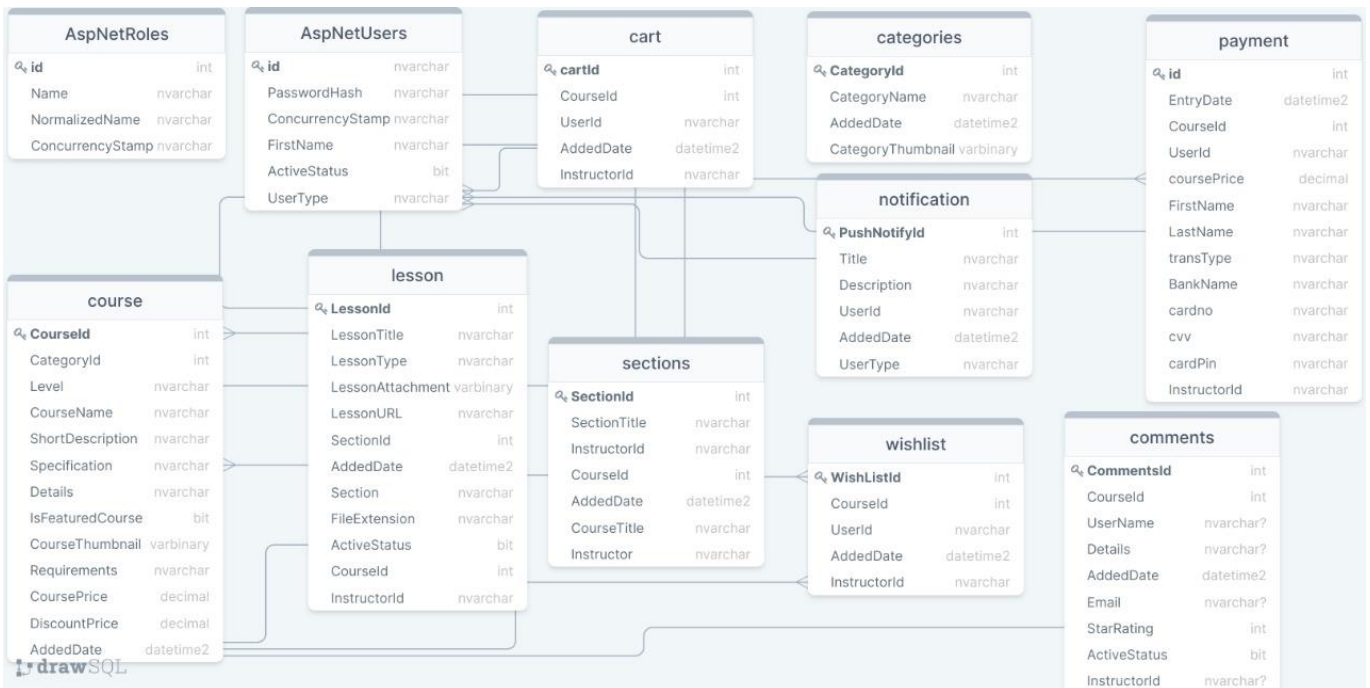 AspNetRoles
id int
Name nvarchar
NormalizedName nvarchar
ConcurrencyStamp nvarchar
AspNetUsers
id nvarchar
PasswordHash nvarchar
ConcurrencyStamp nvarchar
FirstName nvarchar
ActiveStatus bit
UserType nvarchar
cart
cartId int
CourseId int
UserId nvarchar
AddedDate datetime2
InstructorId nvarchar
categories
CategoryId int
CategoryName nvarchar
AddedDate datetime2
CategoryThumbnail varbinary
payment
id int
EntryDate datetime2
CourseId int
UserId nvarchar
coursePrice decimal
FirstName nvarchar
LastName nvarchar
transType nvarchar
BankName nvarchar
cardno nvarchar
cvv nvarchar
cardPin nvarchar
InstructorId nvarchar
notification
PushNotifyId int
Title nvarchar
Description nvarchar
UserId nvarchar
AddedDate datetime2
UserType nvarchar
course
CourseId int
CategoryId int
Level nvarchar
CourseName nvarchar
ShortDescription nvarchar
Specification nvarchar
Details nvarchar
IsFeaturedCourse bit
CourseThumbnail varbinary
Requirements nvarchar
CoursePrice decimal
DiscountPrice decimal
AddedDate datetime2
lesson
LessonId int
LessonTitle nvarchar
LessonType nvarchar
LessonAttachment varbinary
LessonURL nvarchar
SectionId int
AddedDate datetime2
Section nvarchar
FileExtension nvarchar
ActiveStatus bit
CourseId int
InstructorId nvarchar
sections
SectionId int
SectionTitle nvarchar
InstructorId nvarchar
CourseId int
AddedDate datetime2
CourseTitle nvarchar
Instructor nvarchar
wishlist
WishListId int
CourseId int
UserId nvarchar
AddedDate datetime2
InstructorId nvarchar
comments
CommentsId int
CourseId int
UserName nvarchar?
Details nvarchar?
AddedDate datetime2
Email nvarchar?
StarRating int
ActiveStatus bit
InstructorId nvarchar?
drawSQL